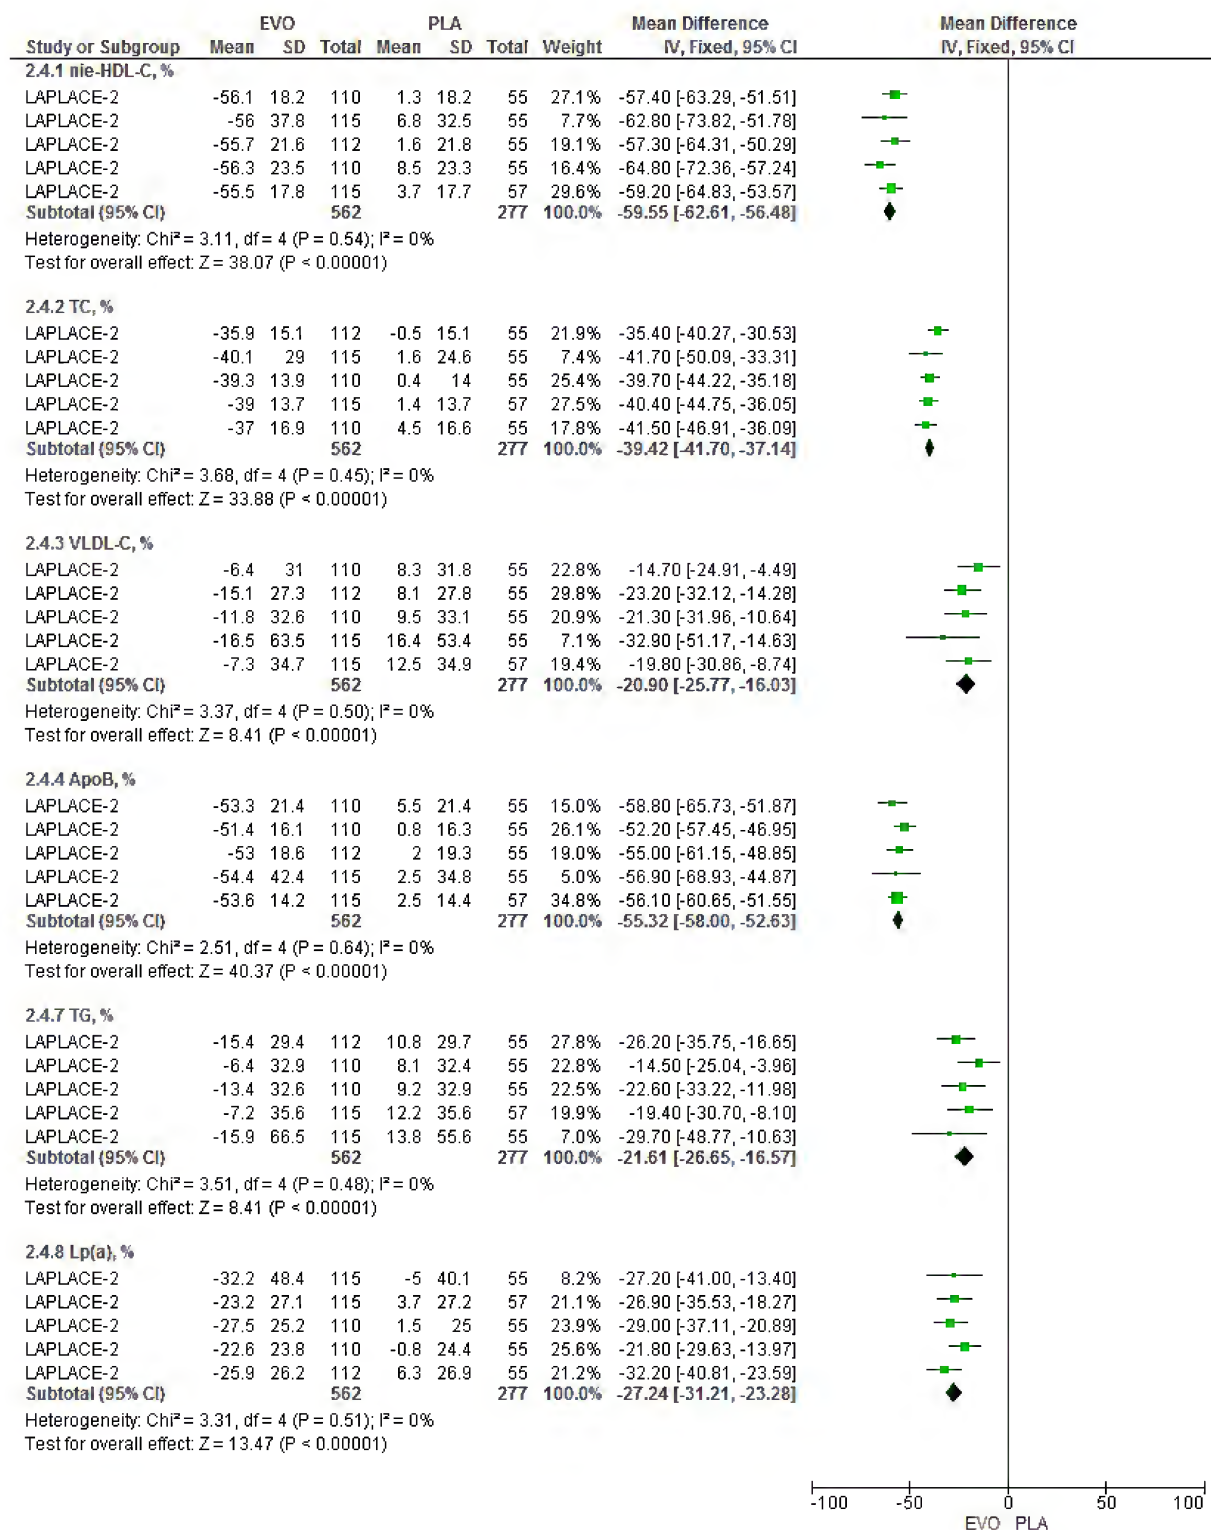 EVO PLA Mean Difference Mean Difference
Study or Subgroup Mean SD Total Mean SD Total Weight IV, Fixed, 95% CI IV, Fixed, 95% CI
2.4.1 nie-HDL-C, %
LAPLACE-2 -56.1 18.2 110 1.3 18.2 55 27.1% -57.40 [-63.29, -51.51]
LAPLACE-2 -56 37.8 115 6.8 32.5 55 7.7% -62.80 [-73.82, -51.78]
LAPLACE-2 -55.7 21.6 112 1.6 21.8 55 19.1% -57.30 [-64.31, -50.29]
LAPLACE-2 -56.3 23.5 110 8.5 23.3 55 16.4% -64.80 [-72.36, -57.24]
LAPLACE-2 -55.5 17.8 115 3.7 17.7 57 29.6% -59.20 [-64.83, -53.57]
Subtotal (95% CI) 562 277 100.0% -59.55 [-62.61, -56.48]
Heterogeneity: Chi² = 3.11, df = 4 (P = 0.54); I² = 0%
Test for overall effect: Z = 38.07 (P < 0.00001)
2.4.2 TC, %
LAPLACE-2 -35.9 15.1 112 -0.5 15.1 55 21.9% -35.40 [-40.27, -30.53]
LAPLACE-2 -40.1 29 115 1.6 24.6 55 7.4% -41.70 [-50.09, -33.31]
LAPLACE-2 -39.3 13.9 110 0.4 14 55 25.4% -39.70 [-44.22, -35.18]
LAPLACE-2 -39 13.7 115 1.4 13.7 57 27.5% -40.40 [-44.75, -36.05]
LAPLACE-2 -37 16.9 110 4.5 16.6 55 17.8% -41.50 [-46.91, -36.09]
Subtotal (95% CI) 562 277 100.0% -39.42 [-41.70, -37.14]
Heterogeneity: Chi² = 3.68, df = 4 (P = 0.45); I² = 0%
Test for overall effect: Z = 33.88 (P < 0.00001)
2.4.3 VLDL-C, %
LAPLACE-2 -6.4 31 110 8.3 31.8 55 22.8% -14.70 [-24.91, -4.49]
LAPLACE-2 -15.1 27.3 112 8.1 27.8 55 29.8% -23.20 [-32.12, -14.28]
LAPLACE-2 -11.8 32.6 110 9.5 33.1 55 20.9% -21.30 [-31.96, -10.64]
LAPLACE-2 -16.5 63.5 115 16.4 53.4 55 7.1% -32.90 [-51.17, -14.63]
LAPLACE-2 -7.3 34.7 115 12.5 34.9 57 19.4% -19.80 [-30.86, -8.74]
Subtotal (95% CI) 562 277 100.0% -20.90 [-25.77, -16.03]
Heterogeneity: Chi² = 3.37, df = 4 (P = 0.50); I² = 0%
Test for overall effect: Z = 8.41 (P < 0.00001)
2.4.4 ApoB, %
LAPLACE-2 -53.3 21.4 110 5.5 21.4 55 15.0% -58.80 [-65.73, -51.87]
LAPLACE-2 -51.4 16.1 110 0.8 16.3 55 26.1% -52.20 [-57.45, -46.95]
LAPLACE-2 -53 18.6 112 2 19.3 55 19.0% -55.00 [-61.15, -48.85]
LAPLACE-2 -54.4 42.4 115 2.5 34.8 55 5.0% -56.90 [-68.93, -44.87]
LAPLACE-2 -53.6 14.2 115 2.5 14.4 57 34.8% -56.10 [-60.65, -51.55]
Subtotal (95% CI) 562 277 100.0% -55.32 [-58.00, -52.63]
Heterogeneity: Chi² = 2.51, df = 4 (P = 0.64); I² = 0%
Test for overall effect: Z = 40.37 (P < 0.00001)
2.4.7 TG, %
LAPLACE-2 -15.4 29.4 112 10.8 29.7 55 27.8% -26.20 [-35.75, -16.65]
LAPLACE-2 -6.4 32.9 110 8.1 32.4 55 22.8% -14.50 [-25.04, -3.96]
LAPLACE-2 -13.4 32.6 110 9.2 32.9 55 22.5% -22.60 [-33.22, -11.98]
LAPLACE-2 -7.2 35.6 115 12.2 35.6 57 19.9% -19.40 [-30.70, -8.10]
LAPLACE-2 -15.9 66.5 115 13.8 55.6 55 7.0% -29.70 [-48.77, -10.63]
Subtotal (95% CI) 562 277 100.0% -21.61 [-26.65, -16.57]
Heterogeneity: Chi² = 3.51, df = 4 (P = 0.48); I² = 0%
Test for overall effect: Z = 8.41 (P < 0.00001)
2.4.8 Lp(a), %
LAPLACE-2 -32.2 48.4 115 -5 40.1 55 8.2% -27.20 [-41.00, -13.40]
LAPLACE-2 -23.2 27.1 115 3.7 27.2 57 21.1% -26.90 [-35.53, -18.27]
LAPLACE-2 -27.5 25.2 110 1.5 25 55 23.9% -29.00 [-37.11, -20.89]
LAPLACE-2 -22.6 23.8 110 -0.8 24.4 55 25.6% -21.80 [-29.63, -13.97]
LAPLACE-2 -25.9 26.2 112 6.3 26.9 55 21.2% -32.20 [-40.81, -23.59]
Subtotal (95% CI) 562 277 100.0% -27.24 [-31.21, -23.28]
Heterogeneity: Chi² = 3.31, df = 4 (P = 0.51); I² = 0%
Test for overall effect: Z = 13.47 (P < 0.00001)
-100 -50 0 50 100
EVO PLA